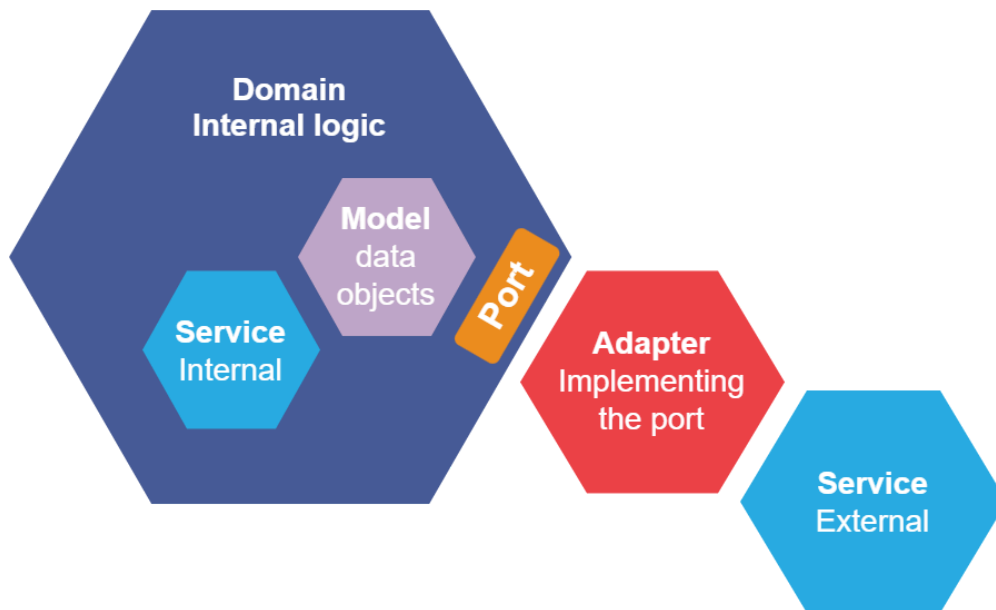 Domain
Internal logic
Model
data
objects
Port
Service
Internal
Adapter
Implementing
the port
Service
External